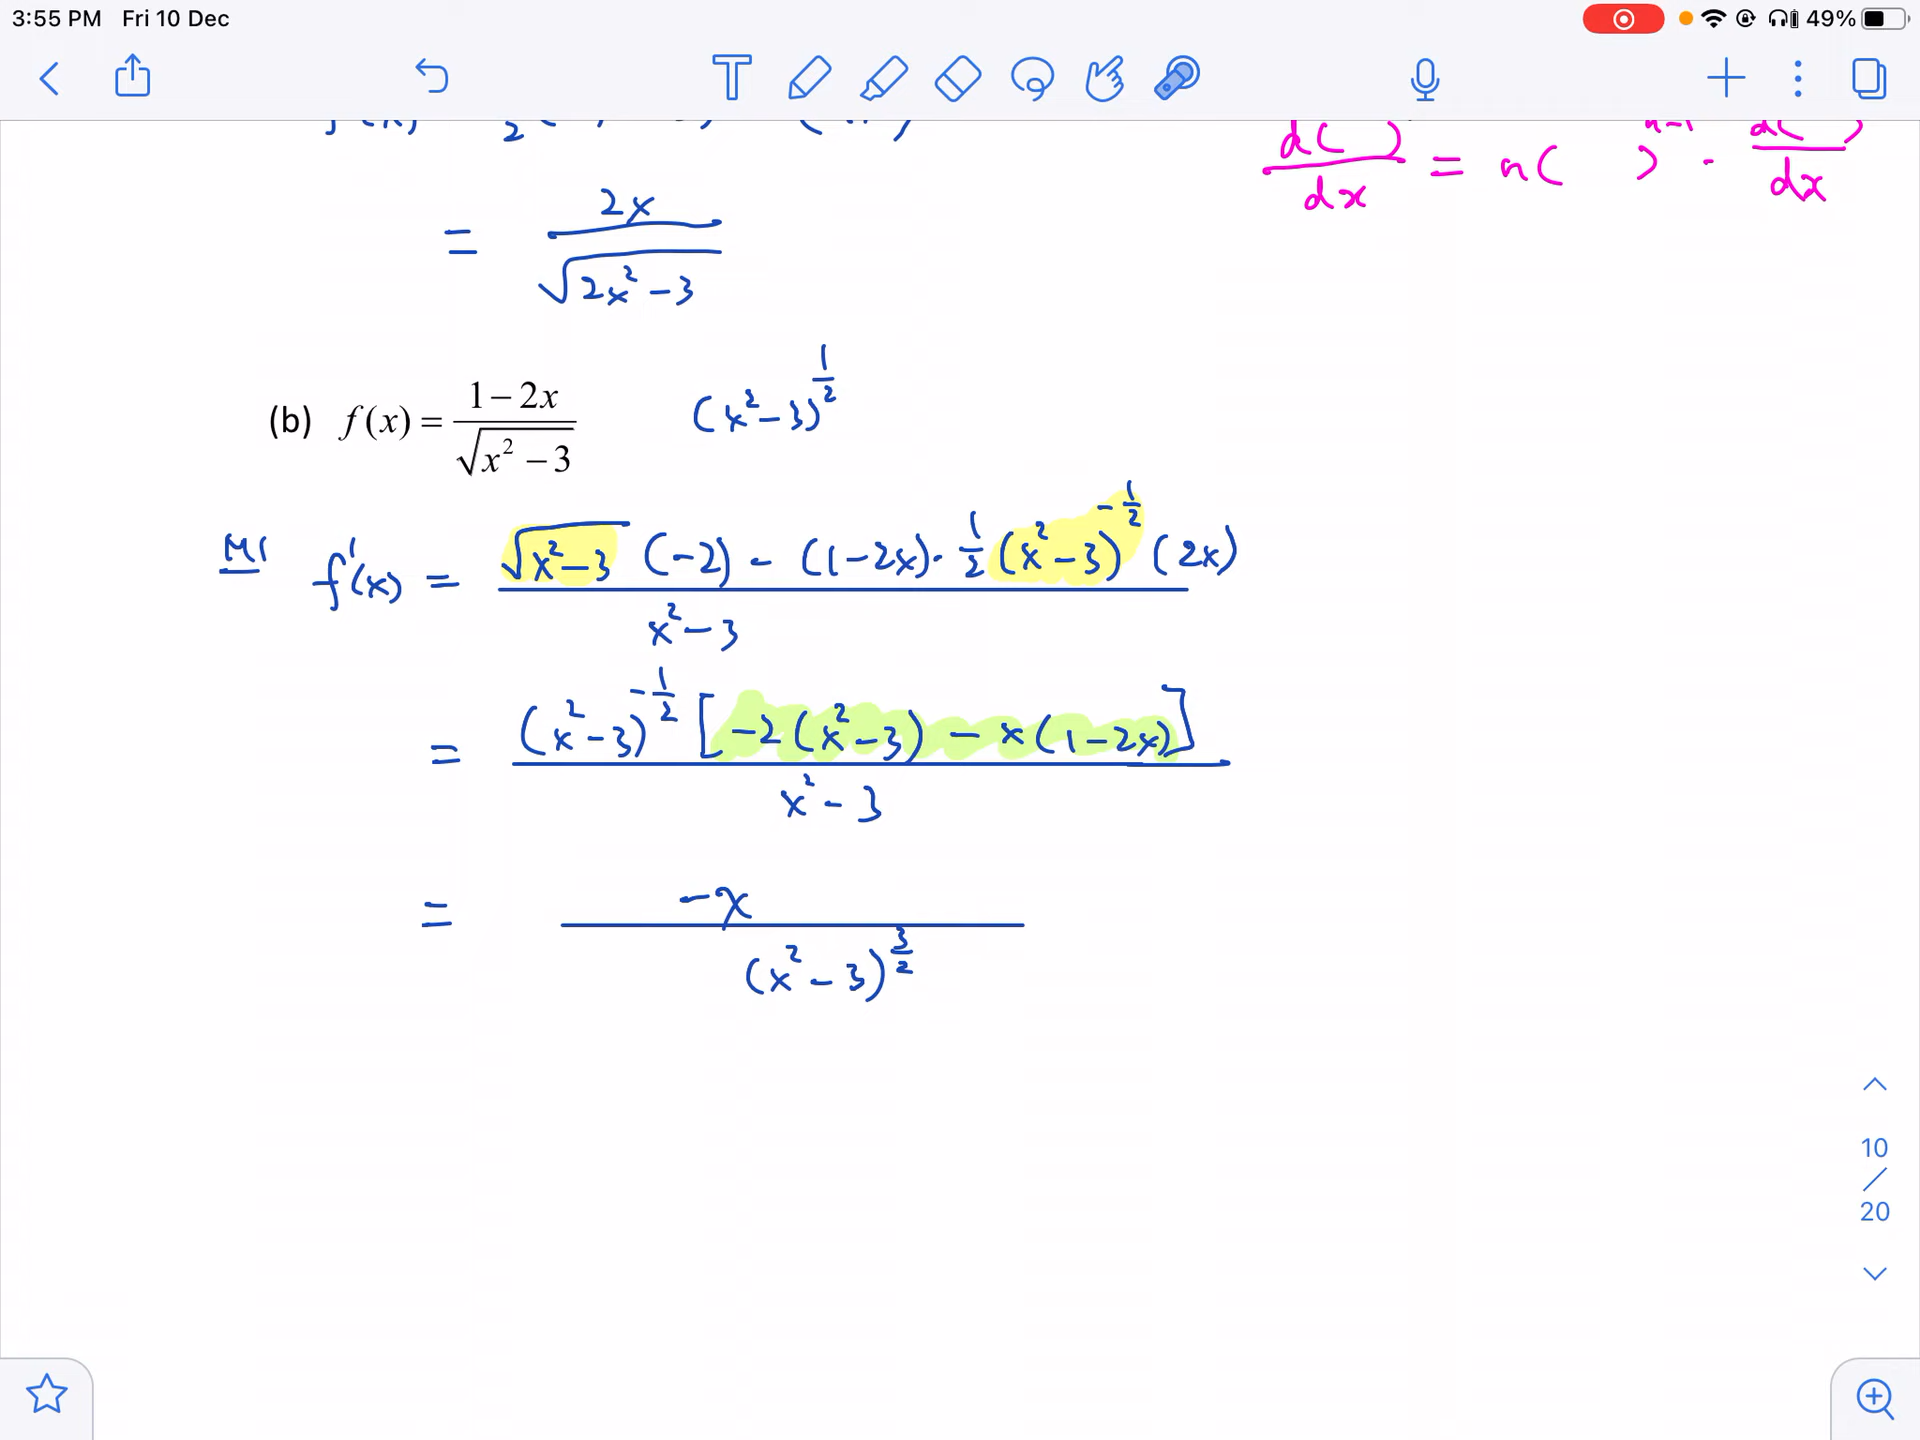 3:55 PM Fri 10 Dec 49%
d( )/dx = n( )ⁿ⁻¹ · d( )/dx
= 2x/√(2x² − 3)
(b) f(x) = (1 − 2x)/√(x² − 3) (x² − 3)^(1/2)
M1 f'(x) = [√(x² − 3) (−2) − (1 − 2x) · 1/2 (x² − 3)^(−1/2) (2x)]/(x² − 3)
= (x² − 3)^(−1/2) [−2(x² − 3) − x(1 − 2x)]/(x² − 3)
= −x/(x² − 3)^(3/2)
10
/
20